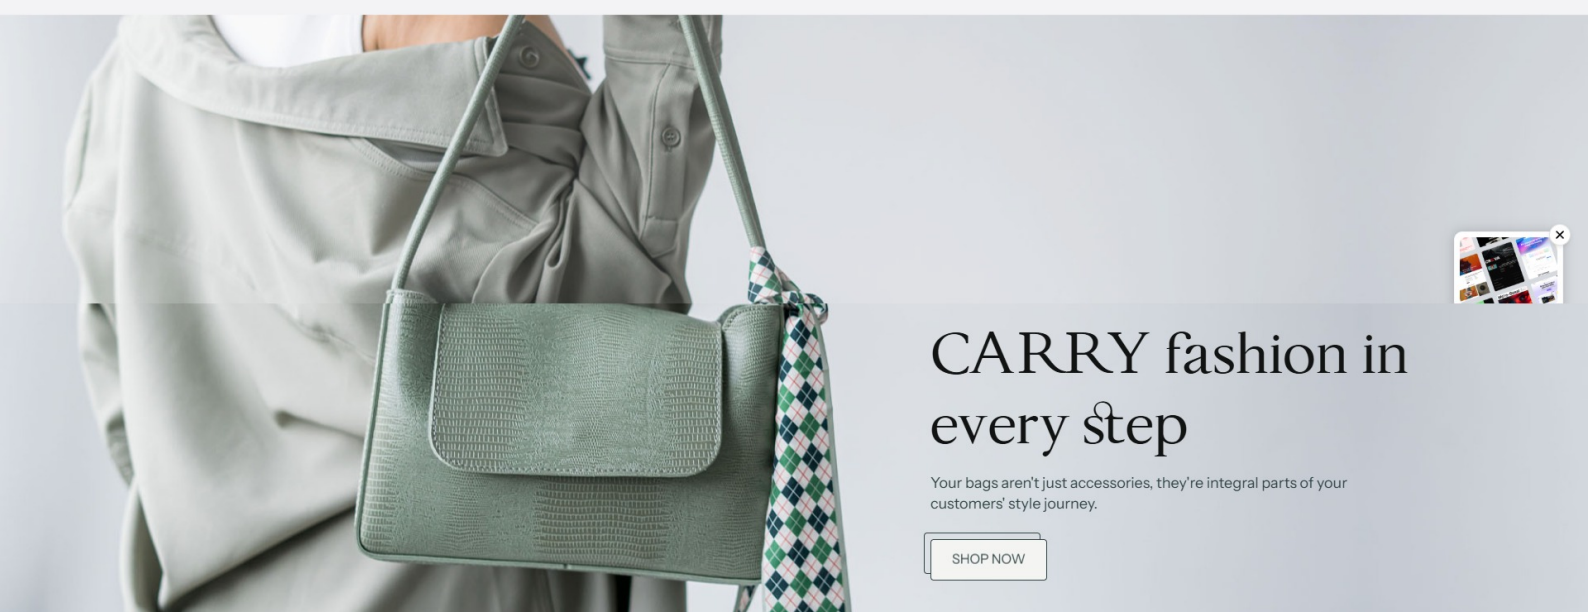 CARRY fashion in
every step
Your bags aren't just accessories, they're integral parts of your
customers' style journey.
SHOP NOW